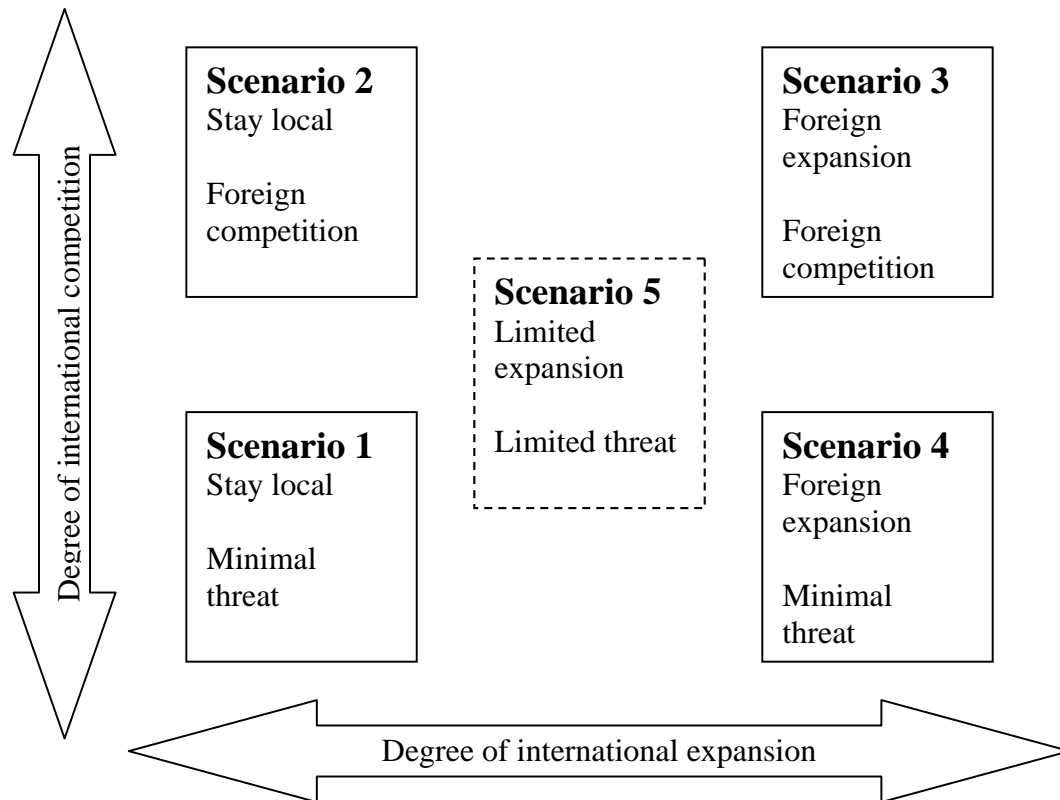 Degree of international competition
Scenario 2
Stay local
Foreign
competition
Scenario 3
Foreign
expansion
Foreign
competition
Scenario 5
Limited
expansion
Limited threat
Scenario 1
Stay local
Minimal
threat
Scenario 4
Foreign
expansion
Minimal
threat
Degree of international expansion